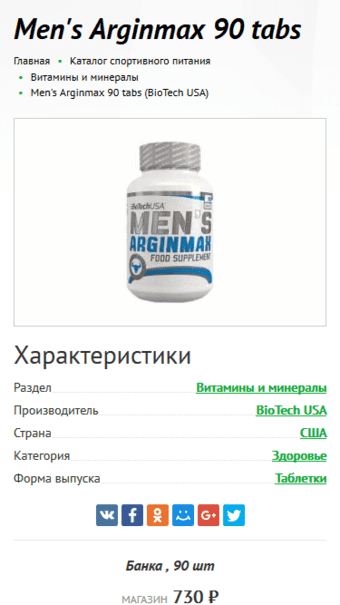 Men's Arginmax 90 tabs
Главная • Каталог спортивного питания
• Витамины и минералы
• Men's Arginmax 90 tabs (BioTech USA)
BioTechUSA
MEN'S
ARGINMAX
FOOD SUPPLEMENT
Характеристики
Раздел Витамины и минералы
Производитель BioTech USA
Страна США
Категория Здоровье
Форма выпуска Таблетки
Банка , 90 шт
МАГАЗИН 730 ₽